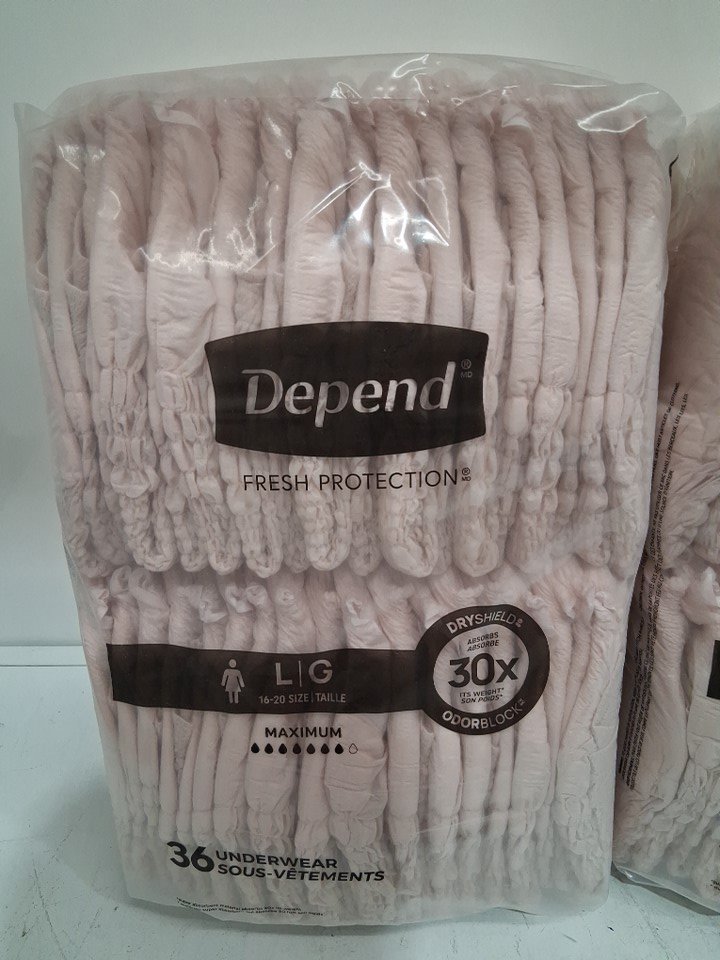 Depend® MD
FRESH PROTECTION® MD
L|G
16-20 SIZE|TAILLE
DRYSHIELD
ABSORBS
ABSORBE
30X
ITS WEIGHT*
SON POIDS*
ODORBLOCK
MAXIMUM
36 UNDERWEAR
SOUS-VÊTEMENTS